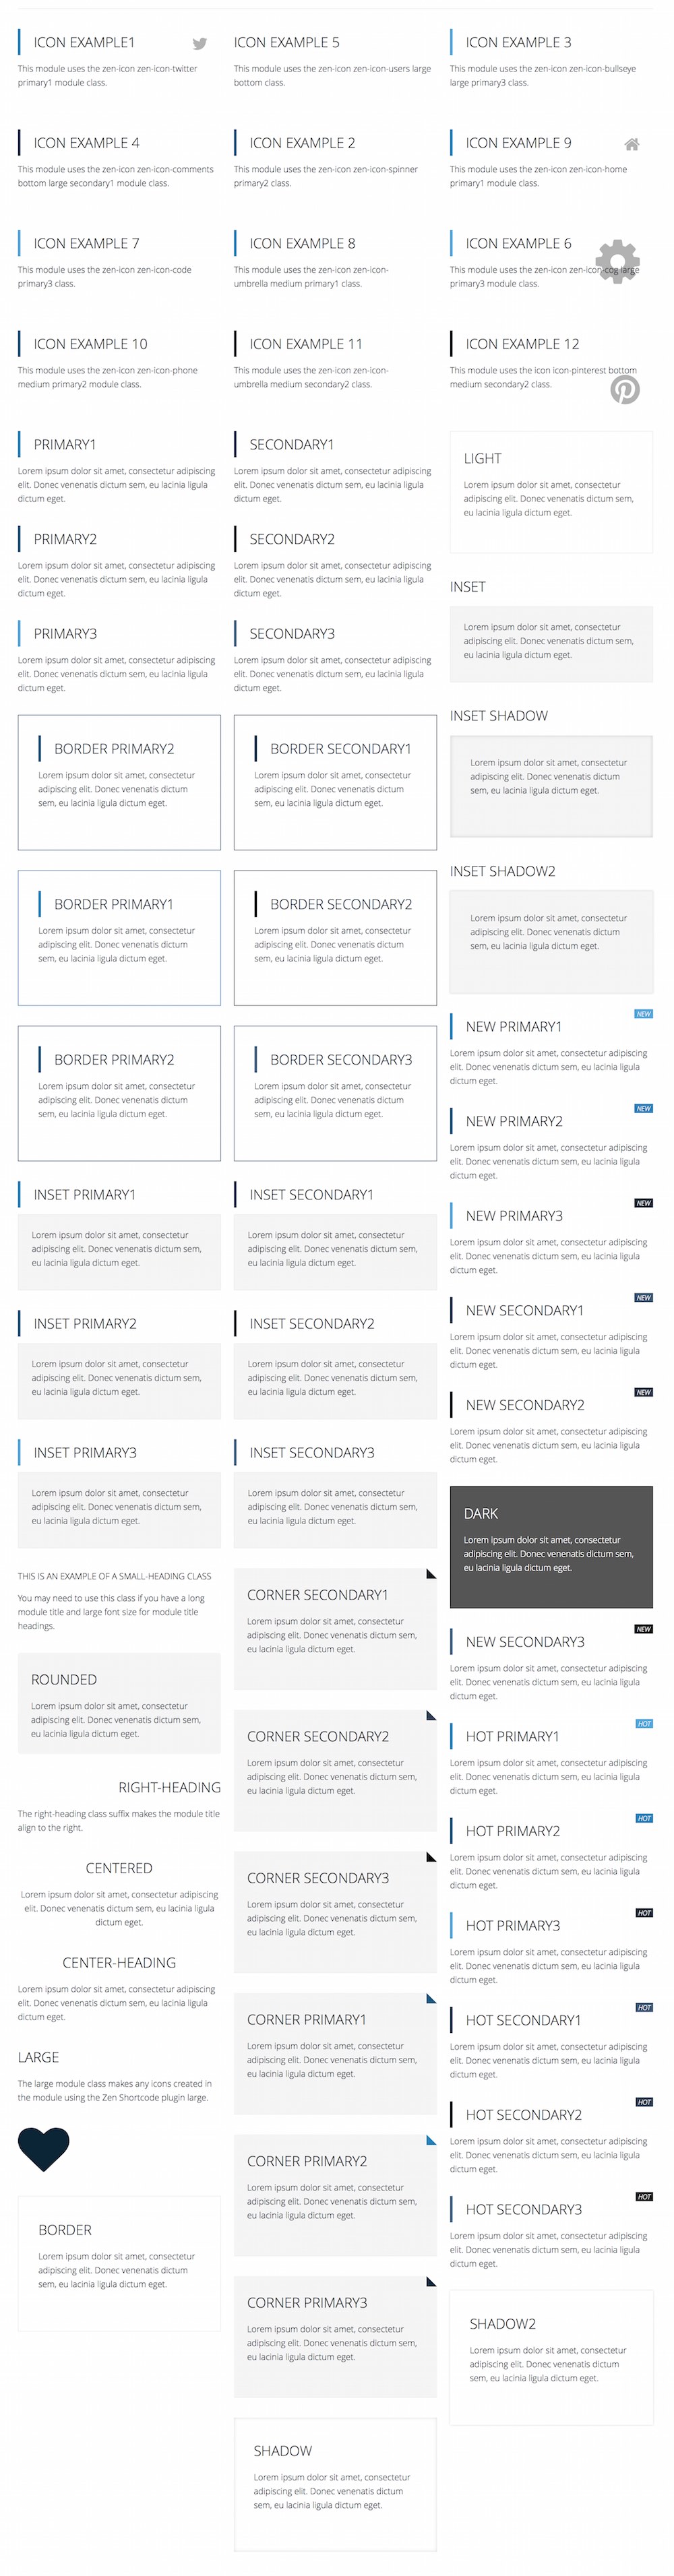 ICON EXAMPLE1
This module uses the zen-icon zen-icon-twitter
primary1 module class.
ICON EXAMPLE 5
This module uses the zen-icon zen-icon-users large
bottom class.
ICON EXAMPLE 3
This module uses the zen-icon zen-icon-bullseye
large primary3 class.
ICON EXAMPLE 4
This module uses the zen-icon zen-icon-comments
bottom large secondary1 module class.
ICON EXAMPLE 2
This module uses the zen-icon zen-icon-spinner
primary2 class.
ICON EXAMPLE 9
This module uses the zen-icon zen-icon-home
primary1 module class.
ICON EXAMPLE 7
This module uses the zen-icon zen-icon-code
primary3 class.
ICON EXAMPLE 8
This module uses the zen-icon zen-icon-
umbrella medium primary1 class.
ICON EXAMPLE 6
This module uses the zen-icon zen-icon-cog large
primary3 module class.
ICON EXAMPLE 10
This module uses the zen-icon zen-icon-phone
medium primary2 module class.
ICON EXAMPLE 11
This module uses the zen-icon zen-icon-
umbrella medium secondary2 class.
ICON EXAMPLE 12
This module uses the icon icon-pinterest bottom
medium secondary2 class.
PRIMARY1
Lorem ipsum dolor sit amet, consectetur adipiscing
elit. Donec venenatis dictum sem, eu lacinia ligula
dictum eget.
PRIMARY2
Lorem ipsum dolor sit amet, consectetur adipiscing
elit. Donec venenatis dictum sem, eu lacinia ligula
dictum eget.
PRIMARY3
Lorem ipsum dolor sit amet, consectetur adipiscing
elit. Donec venenatis dictum sem, eu lacinia ligula
dictum eget.
BORDER PRIMARY2
Lorem ipsum dolor sit amet, consectetur
adipiscing elit. Donec venenatis dictum
sem, eu lacinia ligula dictum eget.
BORDER PRIMARY1
Lorem ipsum dolor sit amet, consectetur
adipiscing elit. Donec venenatis dictum
sem, eu lacinia ligula dictum eget.
BORDER PRIMARY2
Lorem ipsum dolor sit amet, consectetur
adipiscing elit. Donec venenatis dictum
sem, eu lacinia ligula dictum eget.
INSET PRIMARY1
Lorem ipsum dolor sit amet, consectetur
adipiscing elit. Donec venenatis dictum sem,
eu lacinia ligula dictum eget.
INSET PRIMARY2
Lorem ipsum dolor sit amet, consectetur
adipiscing elit. Donec venenatis dictum sem,
eu lacinia ligula dictum eget.
INSET PRIMARY3
Lorem ipsum dolor sit amet, consectetur
adipiscing elit. Donec venenatis dictum sem,
eu lacinia ligula dictum eget.
THIS IS AN EXAMPLE OF A SMALL-HEADING CLASS
You may need to use this class if you have a long
module title and large font size for module title
headings.
ROUNDED
Lorem ipsum dolor sit amet, consectetur
adipiscing elit. Donec venenatis dictum sem,
eu lacinia ligula dictum eget.
RIGHT-HEADING
The right-heading class suffix makes the module title
align to the right.
CENTERED
Lorem ipsum dolor sit amet, consectetur adipiscing
elit. Donec venenatis dictum sem, eu lacinia ligula
dictum eget.
CENTER-HEADING
Lorem ipsum dolor sit amet, consectetur adipiscing
elit. Donec venenatis dictum sem, eu lacinia ligula
dictum eget.
LARGE
The large module class makes any icons created in
the module using the Zen Shortcode plugin large.
BORDER
Lorem ipsum dolor sit amet, consectetur
adipiscing elit. Donec venenatis dictum
sem, eu lacinia ligula dictum eget.
SECONDARY1
Lorem ipsum dolor sit amet, consectetur adipiscing
elit. Donec venenatis dictum sem, eu lacinia ligula
dictum eget.
SECONDARY2
Lorem ipsum dolor sit amet, consectetur adipiscing
elit. Donec venenatis dictum sem, eu lacinia ligula
dictum eget.
SECONDARY3
Lorem ipsum dolor sit amet, consectetur adipiscing
elit. Donec venenatis dictum sem, eu lacinia ligula
dictum eget.
BORDER SECONDARY1
Lorem ipsum dolor sit amet, consectetur
adipiscing elit. Donec venenatis dictum
sem, eu lacinia ligula dictum eget.
BORDER SECONDARY2
Lorem ipsum dolor sit amet, consectetur
adipiscing elit. Donec venenatis dictum
sem, eu lacinia ligula dictum eget.
BORDER SECONDARY3
Lorem ipsum dolor sit amet, consectetur
adipiscing elit. Donec venenatis dictum
sem, eu lacinia ligula dictum eget.
INSET SECONDARY1
Lorem ipsum dolor sit amet, consectetur
adipiscing elit. Donec venenatis dictum sem,
eu lacinia ligula dictum eget.
INSET SECONDARY2
Lorem ipsum dolor sit amet, consectetur
adipiscing elit. Donec venenatis dictum sem,
eu lacinia ligula dictum eget.
INSET SECONDARY3
Lorem ipsum dolor sit amet, consectetur
adipiscing elit. Donec venenatis dictum sem,
eu lacinia ligula dictum eget.
CORNER SECONDARY1
Lorem ipsum dolor sit amet, consectetur
adipiscing elit. Donec venenatis dictum sem,
eu lacinia ligula dictum eget.
CORNER SECONDARY2
Lorem ipsum dolor sit amet, consectetur
adipiscing elit. Donec venenatis dictum sem,
eu lacinia ligula dictum eget.
CORNER SECONDARY3
Lorem ipsum dolor sit amet, consectetur
adipiscing elit. Donec venenatis dictum sem,
eu lacinia ligula dictum eget.
CORNER PRIMARY1
Lorem ipsum dolor sit amet, consectetur
adipiscing elit. Donec venenatis dictum sem,
eu lacinia ligula dictum eget.
CORNER PRIMARY2
Lorem ipsum dolor sit amet, consectetur
adipiscing elit. Donec venenatis dictum sem,
eu lacinia ligula dictum eget.
CORNER PRIMARY3
Lorem ipsum dolor sit amet, consectetur
adipiscing elit. Donec venenatis dictum sem,
eu lacinia ligula dictum eget.
SHADOW
Lorem ipsum dolor sit amet, consectetur
adipiscing elit. Donec venenatis dictum
sem, eu lacinia ligula dictum eget.
LIGHT
Lorem ipsum dolor sit amet, consectetur
adipiscing elit. Donec venenatis dictum sem,
eu lacinia ligula dictum eget.
INSET
Lorem ipsum dolor sit amet, consectetur
adipiscing elit. Donec venenatis dictum sem,
eu lacinia ligula dictum eget.
INSET SHADOW
Lorem ipsum dolor sit amet, consectetur
adipiscing elit. Donec venenatis dictum
sem, eu lacinia ligula dictum eget.
INSET SHADOW2
Lorem ipsum dolor sit amet, consectetur
adipiscing elit. Donec venenatis dictum
sem, eu lacinia ligula dictum eget.
NEW
NEW PRIMARY1
Lorem ipsum dolor sit amet, consectetur adipiscing
elit. Donec venenatis dictum sem, eu lacinia ligula
dictum eget.
NEW
NEW PRIMARY2
Lorem ipsum dolor sit amet, consectetur adipiscing
elit. Donec venenatis dictum sem, eu lacinia ligula
dictum eget.
NEW
NEW PRIMARY3
Lorem ipsum dolor sit amet, consectetur adipiscing
elit. Donec venenatis dictum sem, eu lacinia ligula
dictum eget.
NEW
NEW SECONDARY1
Lorem ipsum dolor sit amet, consectetur adipiscing
elit. Donec venenatis dictum sem, eu lacinia ligula
dictum eget.
NEW
NEW SECONDARY2
Lorem ipsum dolor sit amet, consectetur adipiscing
elit. Donec venenatis dictum sem, eu lacinia ligula
dictum eget.
DARK
Lorem ipsum dolor sit amet, consectetur
adipiscing elit. Donec venenatis dictum sem,
eu lacinia ligula dictum eget.
NEW
NEW SECONDARY3
Lorem ipsum dolor sit amet, consectetur adipiscing
elit. Donec venenatis dictum sem, eu lacinia ligula
dictum eget.
HOT
HOT PRIMARY1
Lorem ipsum dolor sit amet, consectetur adipiscing
elit. Donec venenatis dictum sem, eu lacinia ligula
dictum eget.
HOT
HOT PRIMARY2
Lorem ipsum dolor sit amet, consectetur adipiscing
elit. Donec venenatis dictum sem, eu lacinia ligula
dictum eget.
HOT
HOT PRIMARY3
Lorem ipsum dolor sit amet, consectetur adipiscing
elit. Donec venenatis dictum sem, eu lacinia ligula
dictum eget.
HOT
HOT SECONDARY1
Lorem ipsum dolor sit amet, consectetur adipiscing
elit. Donec venenatis dictum sem, eu lacinia ligula
dictum eget.
HOT
HOT SECONDARY2
Lorem ipsum dolor sit amet, consectetur adipiscing
elit. Donec venenatis dictum sem, eu lacinia ligula
dictum eget.
HOT
HOT SECONDARY3
Lorem ipsum dolor sit amet, consectetur adipiscing
elit. Donec venenatis dictum sem, eu lacinia ligula
dictum eget.
SHADOW2
Lorem ipsum dolor sit amet, consectetur
adipiscing elit. Donec venenatis dictum
sem, eu lacinia ligula dictum eget.